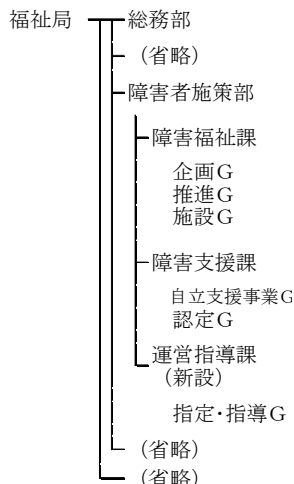 福祉局 総務部
（省略）
障害者施策部
障害福祉課
企画G
推進G
施設G
障害支援課
自立支援事業G
認定G
運営指導課
（新設）
指定・指導G
（省略）
（省略）